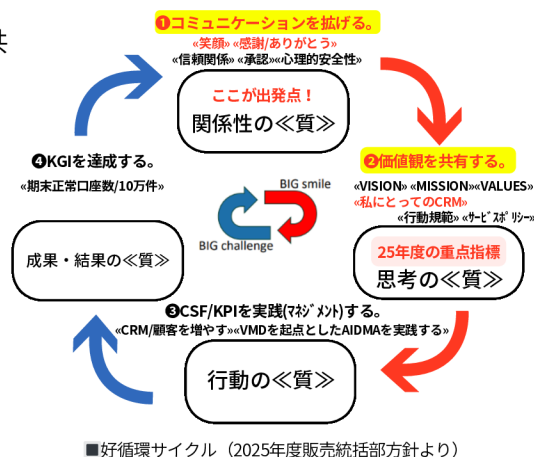 ❶コミュニケーションを拡げる。
«笑顔» «感謝/ありがとう»
«信頼関係» «承認»«心理的安全性»
ここが出発点！
関係性の≪質≫
❷価値観を共有する。
«VISION» «MISSION»«VALUES»
«私にとってのCRM»
«行動規範» «ｻｰﾋﾞｽﾎﾟﾘｼｰ»
25年度の重点指標
思考の≪質≫
❸CSF/KPIを実践(ﾏﾈｼﾞﾒﾝﾄ)する。
«CRM/顧客を増やす»«VMDを起点としたAIDMAを実践する»
行動の≪質≫
❹KGIを達成する。
«期末正常口座数/10万件»
成果・結果の≪質≫
BIG smile
BIG challenge
■好循環サイクル（2025年度販売統括部方針より）